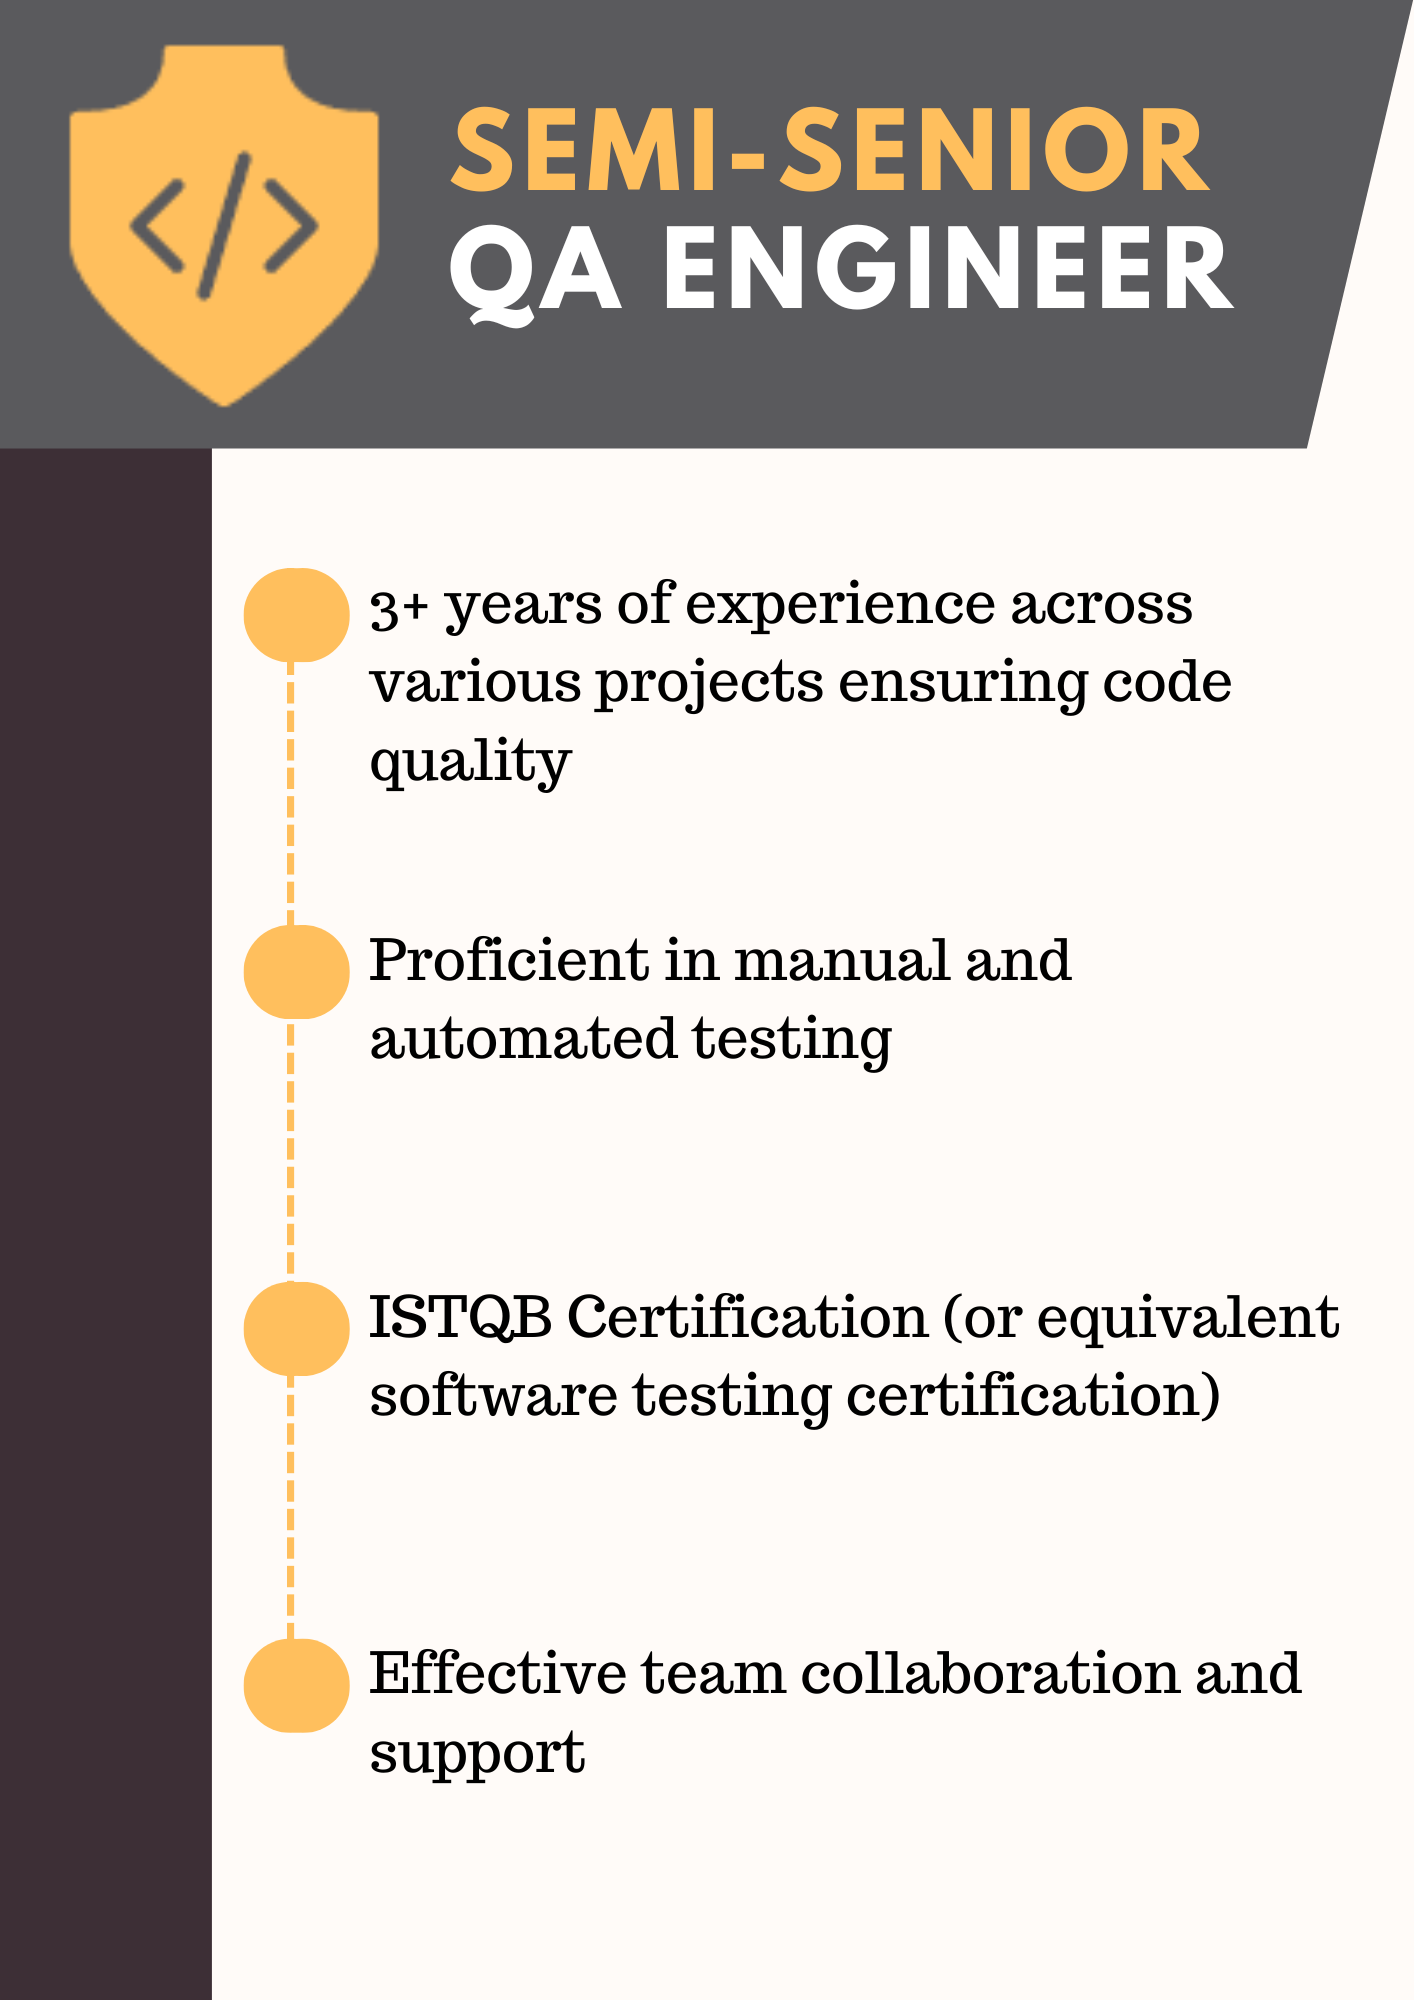 </>
SEMI-SENIOR
QA ENGINEER
3+ years of experience across
various projects ensuring code
quality
Proficient in manual and
automated testing
ISTQB Certification (or equivalent
software testing certification)
Effective team collaboration and
support